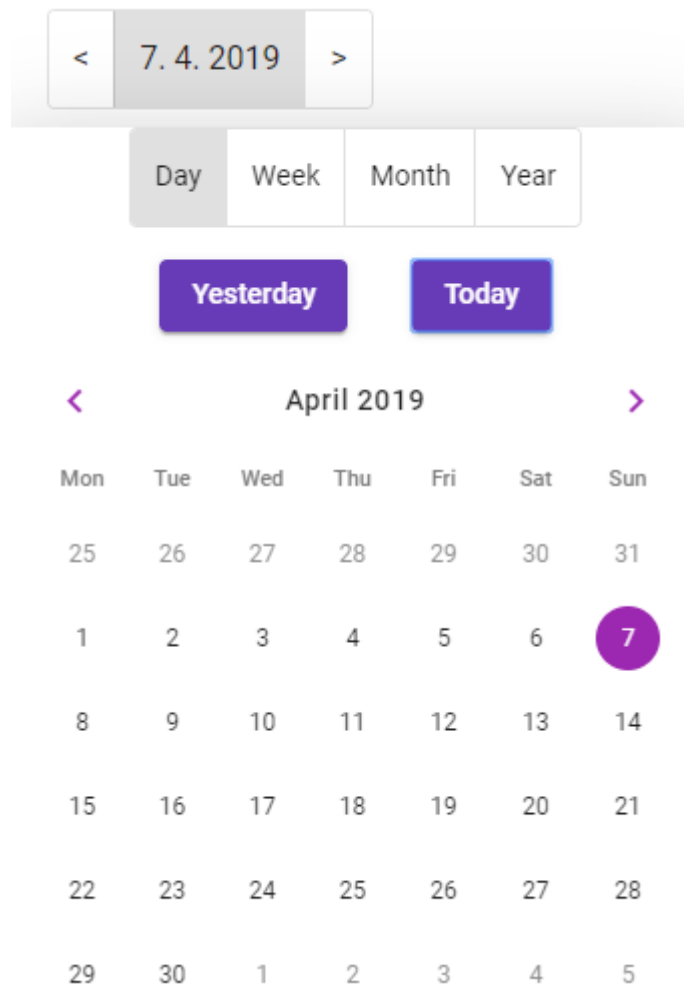 < 7. 4. 2019 >
Day Week Month Year
Yesterday Today
< April 2019 >
Mon Tue Wed Thu Fri Sat Sun
25 26 27 28 29 30 31
1 2 3 4 5 6 7
8 9 10 11 12 13 14
15 16 17 18 19 20 21
22 23 24 25 26 27 28
29 30 1 2 3 4 5